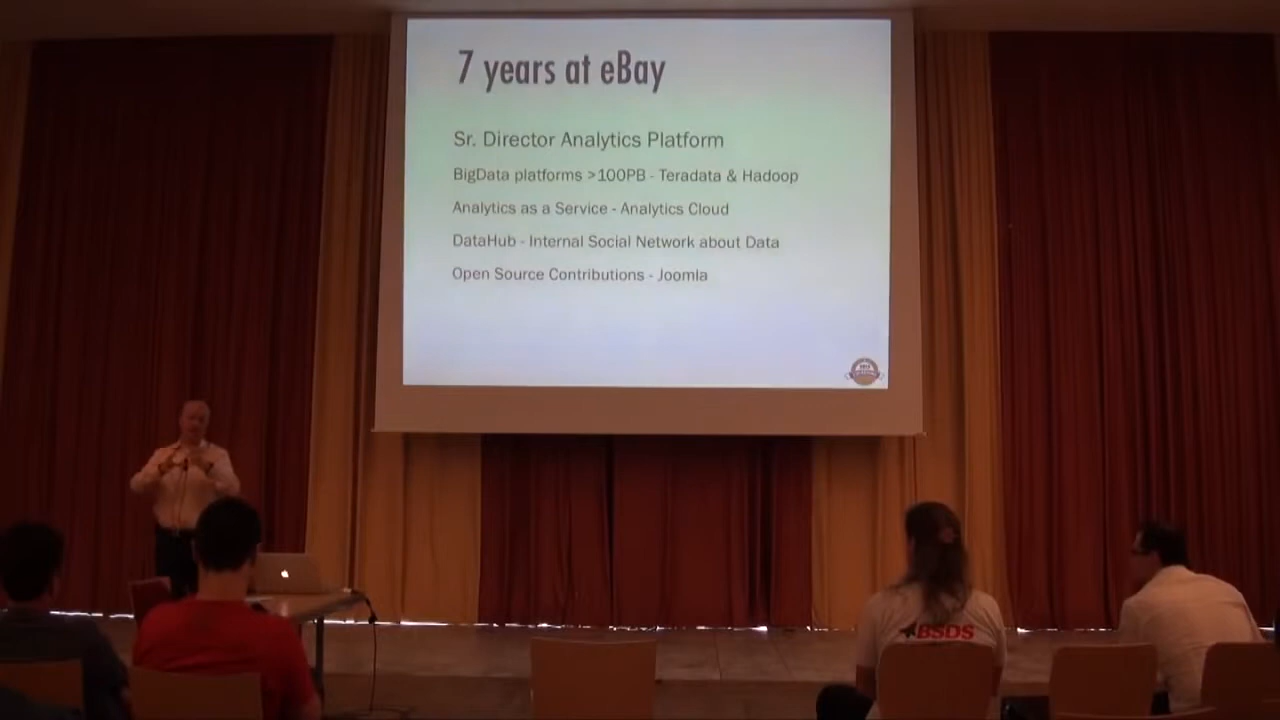 7 years at eBay
Sr. Director Analytics Platform
BigData platforms >100PB - Teradata & Hadoop
Analytics as a Service - Analytics Cloud
DataHub - Internal Social Network about Data
Open Source Contributions - Joomla
BSDS